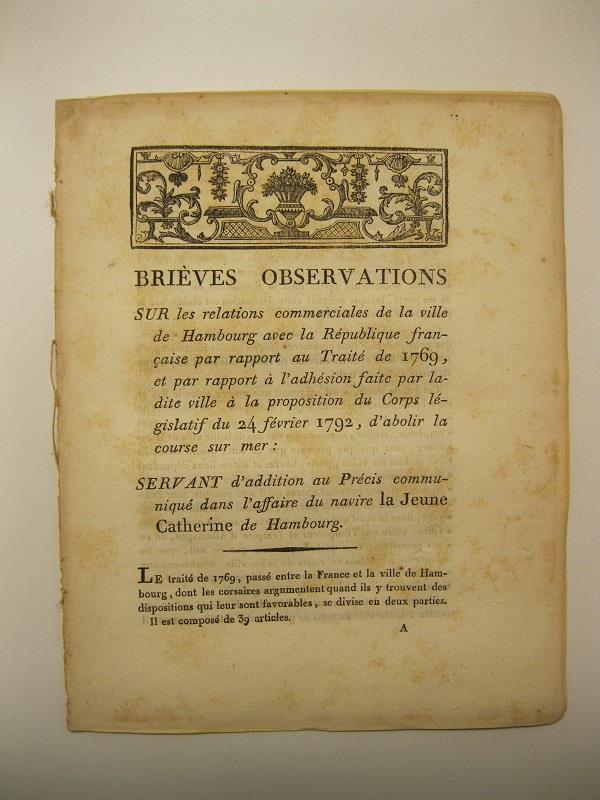 BRIÈVES OBSERVATIONS
SUR les relations commerciales de la ville
de Hambourg avec la République fran-
çaise par rapport au Traité de 1769,
et par rapport à l'adhésion faite par la-
dite ville à la proposition du Corps lé-
gislatif du 24 février 1792, d'abolir la
course sur mer :
SERVANT d'addition au Précis commu-
niqué dans l'affaire du navire la Jeune
Catherine de Hambourg.
LE traité de 1769, passé entre la France et la ville de Ham-
bourg, dont les corsaires argnmentent quand ils y trouvent des
dispositions qui leur sont favorables, se divise en deux parties.
Il est composé de 39 articles.
A